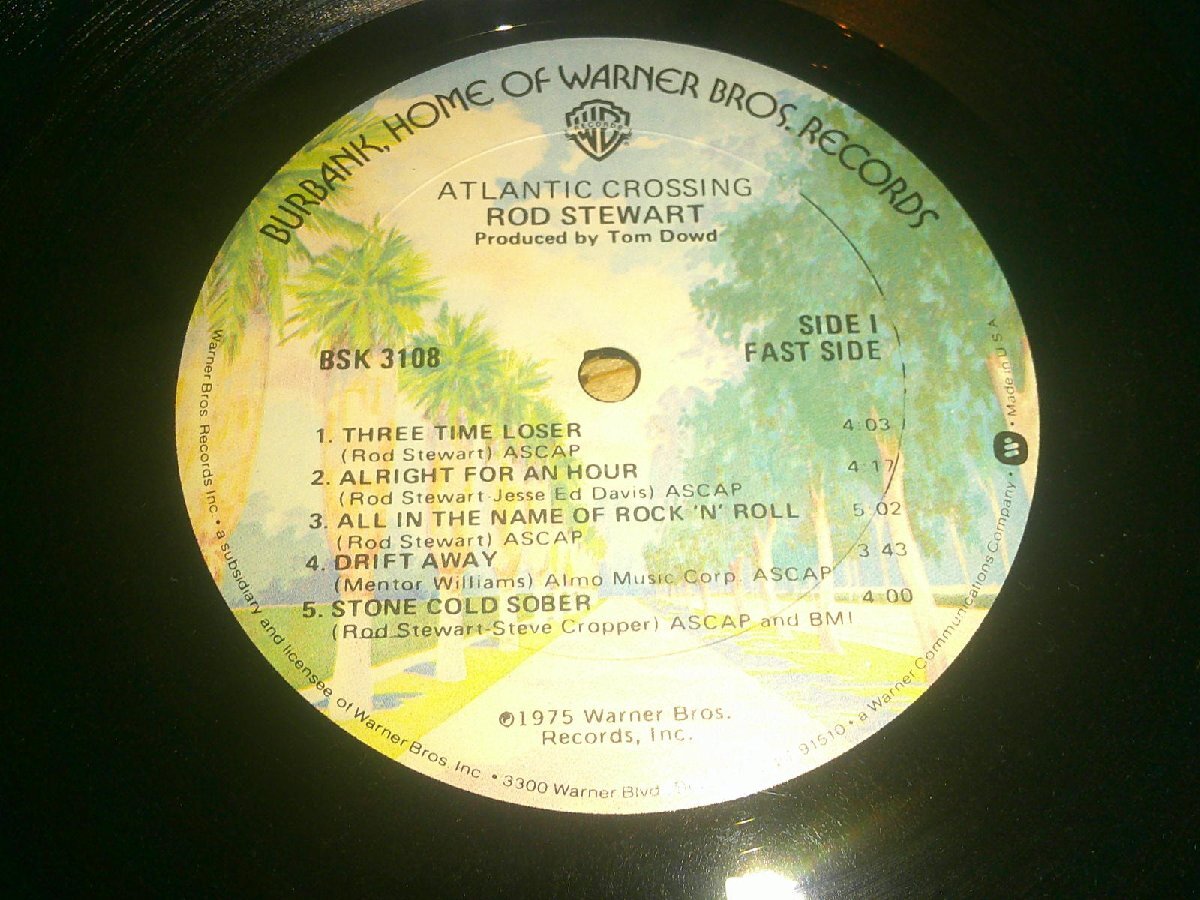 BURBANK, HOME OF WARNER BROS. RECORDS
RECORDS
ATLANTIC CROSSING
ROD STEWART
Produced by Tom Dowd
SIDE 1
BSK 3108
FAST SIDE
1. THREE TIME LOSER 4:03
(Rod Stewart) ASCAP
2. ALRIGHT FOR AN HOUR 4:17
(Rod Stewart-Jesse Ed Davis) ASCAP
3. ALL IN THE NAME OF ROCK 'N' ROLL 5:02
(Rod Stewart) ASCAP
4. DRIFT AWAY 3:43
(Mentor Williams) Almo Music Corp. ASCAP
5. STONE COLD SOBER 4:00
(Rod Stewart-Steve Cropper) ASCAP and BMI
℗1975 Warner Bros.
Records, Inc.
Warner Bros. Records Inc. • a subsidiary and licensee of Warner Bros. Inc. • 3300 Warner Blvd., 91510 • a Warner Communications Company • Made in U.S.A.